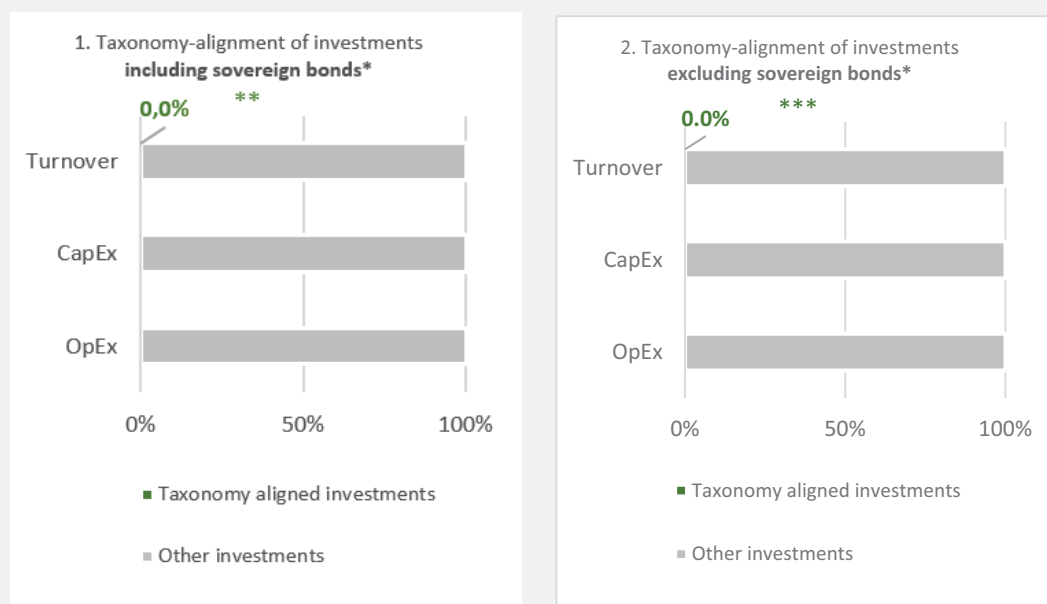 1. Taxonomy-alignment of investments
including sovereign bonds*
0,0%
**
Turnover
CapEx
OpEx
0%
50%
100%
Taxonomy aligned investments
Other investments
2. Taxonomy-alignment of investments
excluding sovereign bonds*
0.0%
***
Turnover
CapEx
OpEx
0%
50%
100%
Taxonomy aligned investments
Other investments